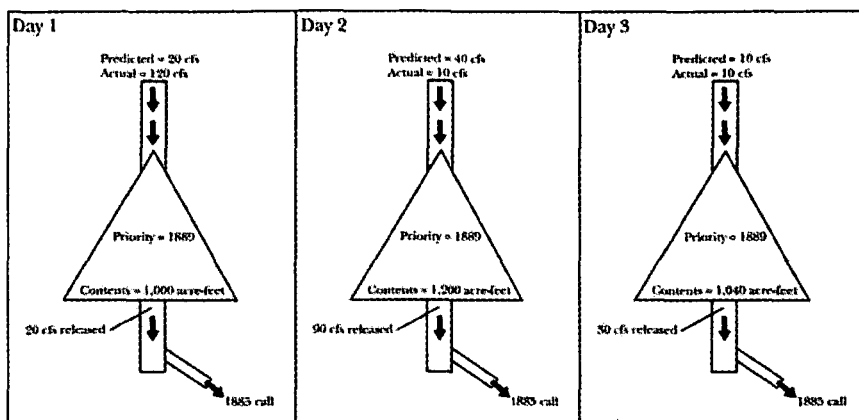 Day 1
Predicted = 20 cfs
Actual = 120 cfs
Priority = 1889
Contents = 1,000 acre-feet
20 cfs released
1885 call
Day 2
Predicted = 40 cfs
Actual = 10 cfs
Priority = 1889
Contents = 1,200 acre-feet
90 cfs released
1885 call
Day 3
Predicted = 10 cfs
Actual = 10 cfs
Priority = 1889
Contents = 1,040 acre-feet
30 cfs released
1885 call